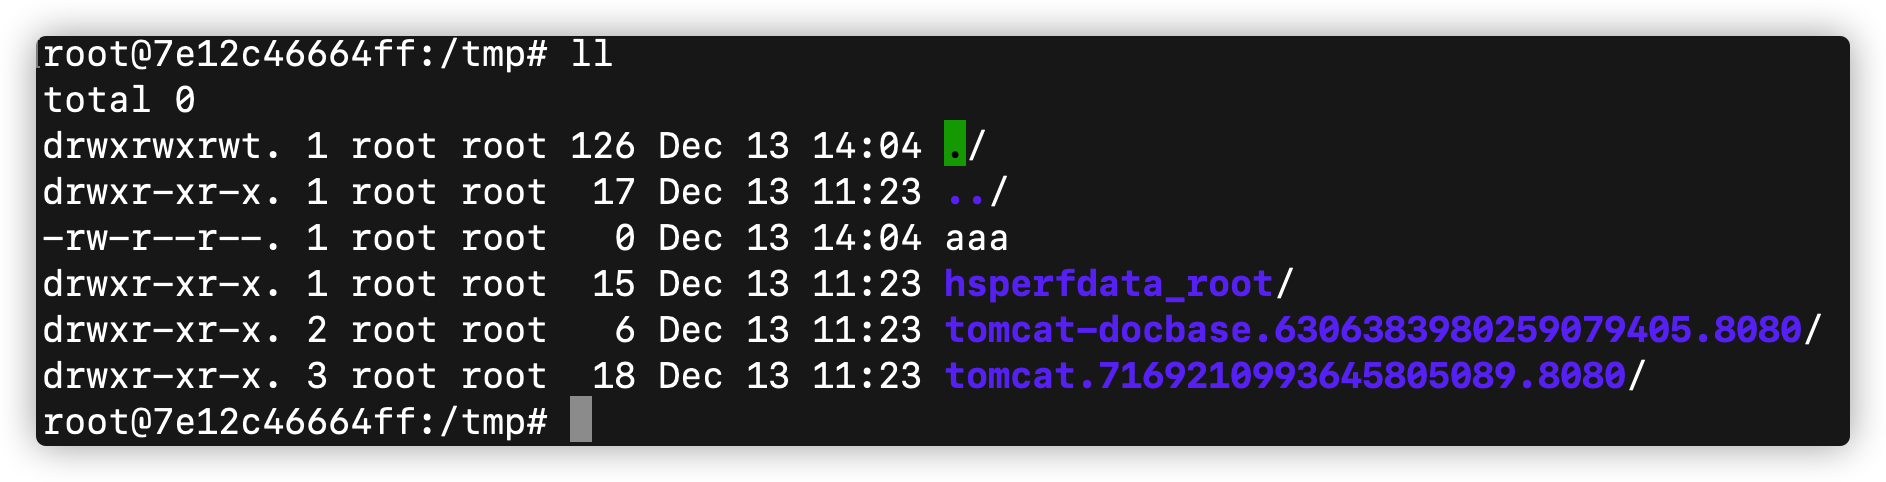 root@7e12c46664ff:/tmp# ll
total 0
drwxrwxrwt. 1 root root 126 Dec 13 14:04 ./
drwxr-xr-x. 1 root root  17 Dec 13 11:23 ../
-rw-r--r--. 1 root root   0 Dec 13 14:04 aaa
drwxr-xr-x. 1 root root  15 Dec 13 11:23 hsperfdata_root/
drwxr-xr-x. 2 root root   6 Dec 13 11:23 tomcat-docbase.6306383980259079405.8080/
drwxr-xr-x. 3 root root  18 Dec 13 11:23 tomcat.7169210993645805089.8080/
root@7e12c46664ff:/tmp#